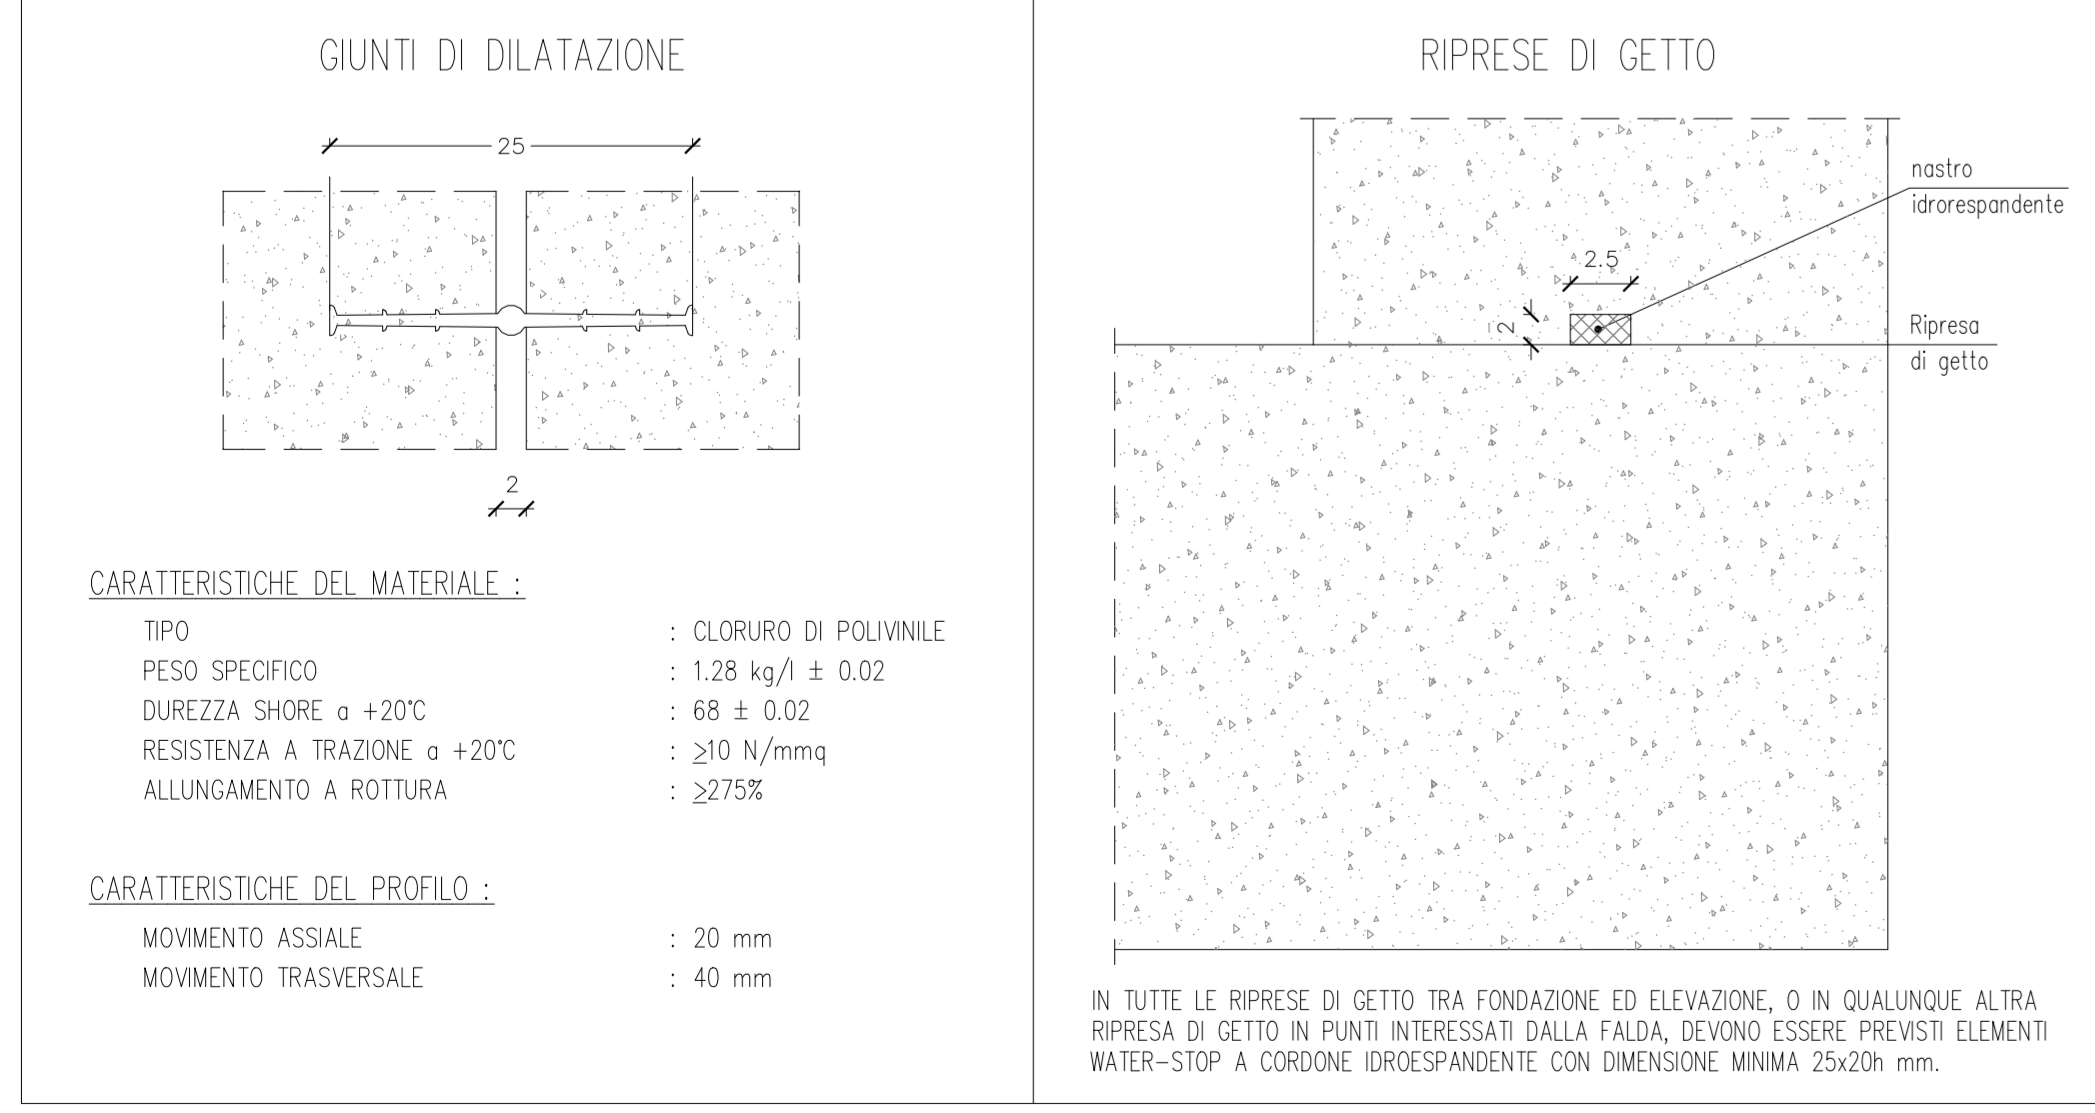 GIUNTI DI DILATAZIONE
25
2
CARATTERISTICHE DEL MATERIALE :
TIPO : CLORURO DI POLIVINILE
PESO SPECIFICO : 1.28 kg/l ± 0.02
DUREZZA SHORE a +20°C : 68 ± 0.02
RESISTENZA A TRAZIONE a +20°C : ≥10 N/mmq
ALLUNGAMENTO A ROTTURA : ≥275%
CARATTERISTICHE DEL PROFILO :
MOVIMENTO ASSIALE : 20 mm
MOVIMENTO TRASVERSALE : 40 mm
RIPRESE DI GETTO
nastro
idrorespandente
2.5
2
Ripresa
di getto
IN TUTTE LE RIPRESE DI GETTO TRA FONDAZIONE ED ELEVAZIONE, O IN QUALUNQUE ALTRA
RIPRESA DI GETTO IN PUNTI INTERESSATI DALLA FALDA, DEVONO ESSERE PREVISTI ELEMENTI
WATER-STOP A CORDONE IDROESPANDENTE CON DIMENSIONE MINIMA 25x20h mm.